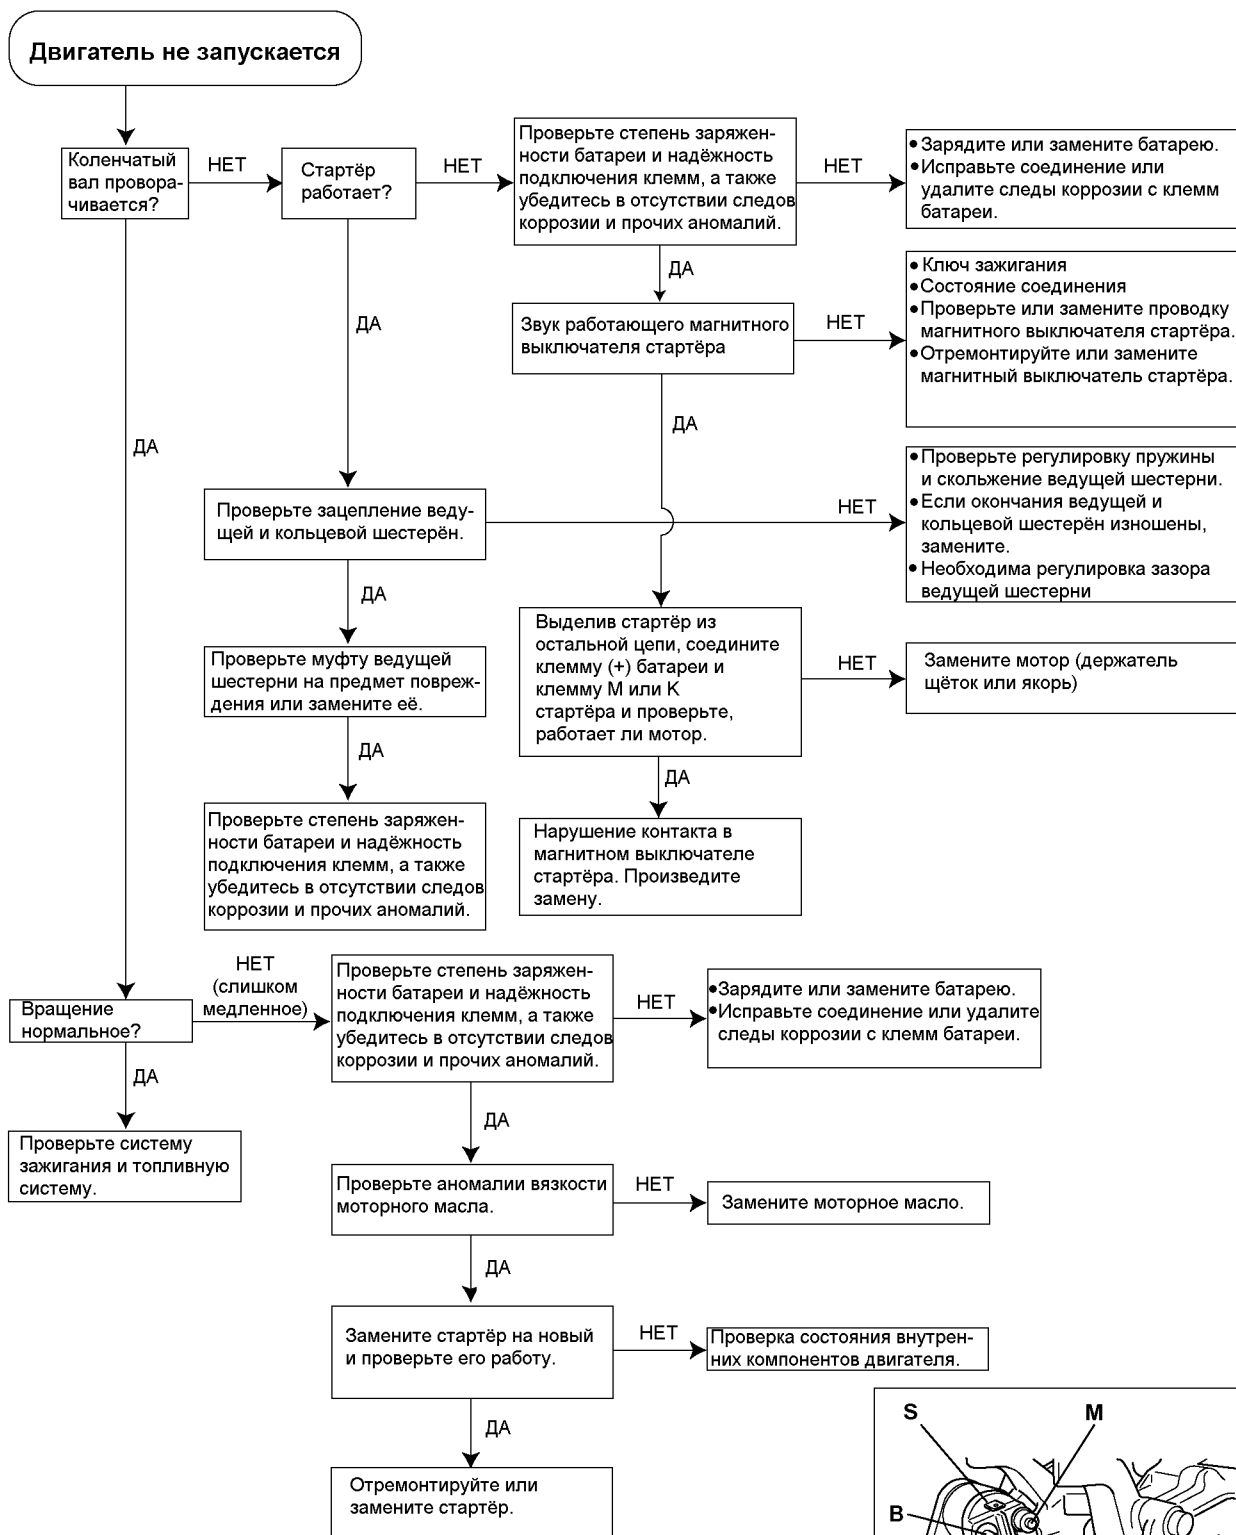 Двигатель не запускается
Коленчатый
вал провора-
чивается?
НЕТ
Стартёр
работает?
НЕТ
Проверьте степень заряжен-
ности батареи и надёжность
подключения клемм, а также
убедитесь в отсутствии следов
коррозии и прочих аномалий.
НЕТ
•Зарядите или замените батарею.
•Исправьте соединение или
удалите следы коррозии с клемм
батареи.
ДА
ДА
Звук работающего магнитного
выключателя стартёра
НЕТ
•Ключ зажигания
•Состояние соединения
•Проверьте или замените проводку
магнитного выключателя стартёра.
•Отремонтируйте или замените
магнитный выключатель стартёра.
ДА
ДА
Проверьте зацепление веду-
щей и кольцевой шестерён.
НЕТ
•Проверьте регулировку пружины
и скольжение ведущей шестерни.
•Если окончания ведущей и
кольцевой шестерён изношены,
замените.
•Необходима регулировка зазора
ведущей шестерни
ДА
Выделив стартёр из
остальной цепи, соедините
клемму (+) батареи и
клемму М или К
стартёра и проверьте,
работает ли мотор.
НЕТ
Замените мотор (держатель
щёток или якорь)
Проверьте муфту ведущей
шестерни на предмет повреж-
дения или замените её.
ДА
ДА
Проверьте степень заряжен-
ности батареи и надёжность
подключения клемм, а также
убедитесь в отсутствии следов
коррозии и прочих аномалий.
Нарушение контакта в
магнитном выключателе
стартёра. Произведите
замену.
Вращение
нормальное?
НЕТ
(слишком
медленное)
Проверьте степень заряжен-
ности батареи и надёжность
подключения клемм, а также
убедитесь в отсутствии следов
коррозии и прочих аномалий.
НЕТ
•Зарядите или замените батарею.
•Исправьте соединение или удалите
следы коррозии с клемм батареи.
ДА
ДА
Проверьте систему
зажигания и топливную
систему.
Проверьте аномалии вязкости
моторного масла.
НЕТ
Замените моторное масло.
ДА
Замените стартёр на новый
и проверьте его работу.
НЕТ
Проверка состояния внутрен-
них компонентов двигателя.
ДА
Отремонтируйте или
замените стартёр.
S
M
B